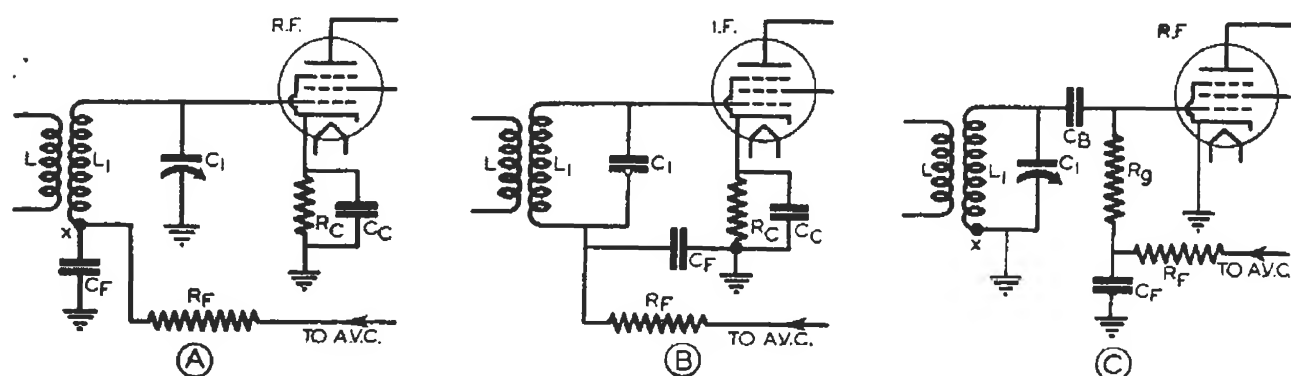 R.F.
L
L1
C1
RC
CC
X
CF
RF
TO A.V.C.
A
I.F.
L
L1
C1
RC
CC
CF
RF
TO A.V.C.
B
R.F
L
L1
C1
CB
Rg
X
RF
TO A.V.C.
CF
C